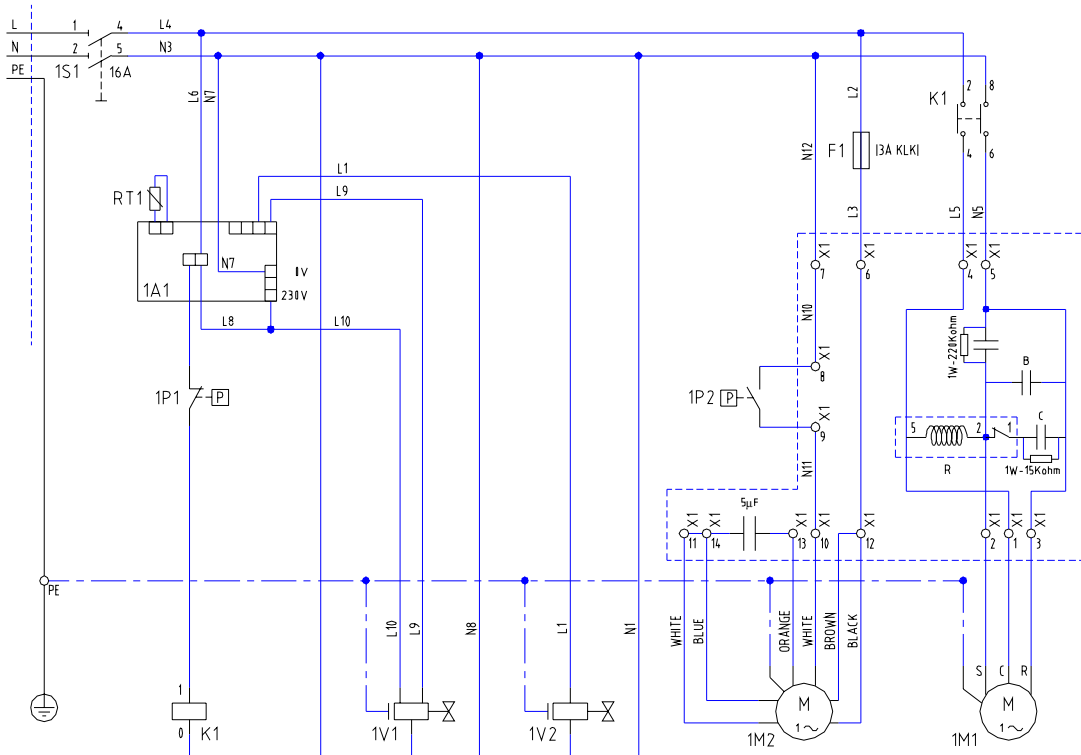 L 1 4 L4
N 2 5 N3
PE 1S1 16A
L6 N7
L2
2 8
K1
4 6
N12
F1 |3A KLK|
L1
L9
RT1
L3
L5 N5
X1 X1 X1 X1
7 6 4 5
N7 0V
1A1 230V
L8 L10
N10
1W-220Kohm
B
X1
8
1P1 P
1P2 P
X1
9
5 2 1 C
R 1W-15Kohm
N11
5µF
X1 X1 X1 X1 X1 X1 X1 X1
11 14 13 10 12 2 1 3
PE
L10 L9 N8 L1 N1
WHITE BLUE ORANGE WHITE BROWN BLACK
S C R
1
0 K1
1V1
1V2
M
1~
1M2
M
1~
1M1